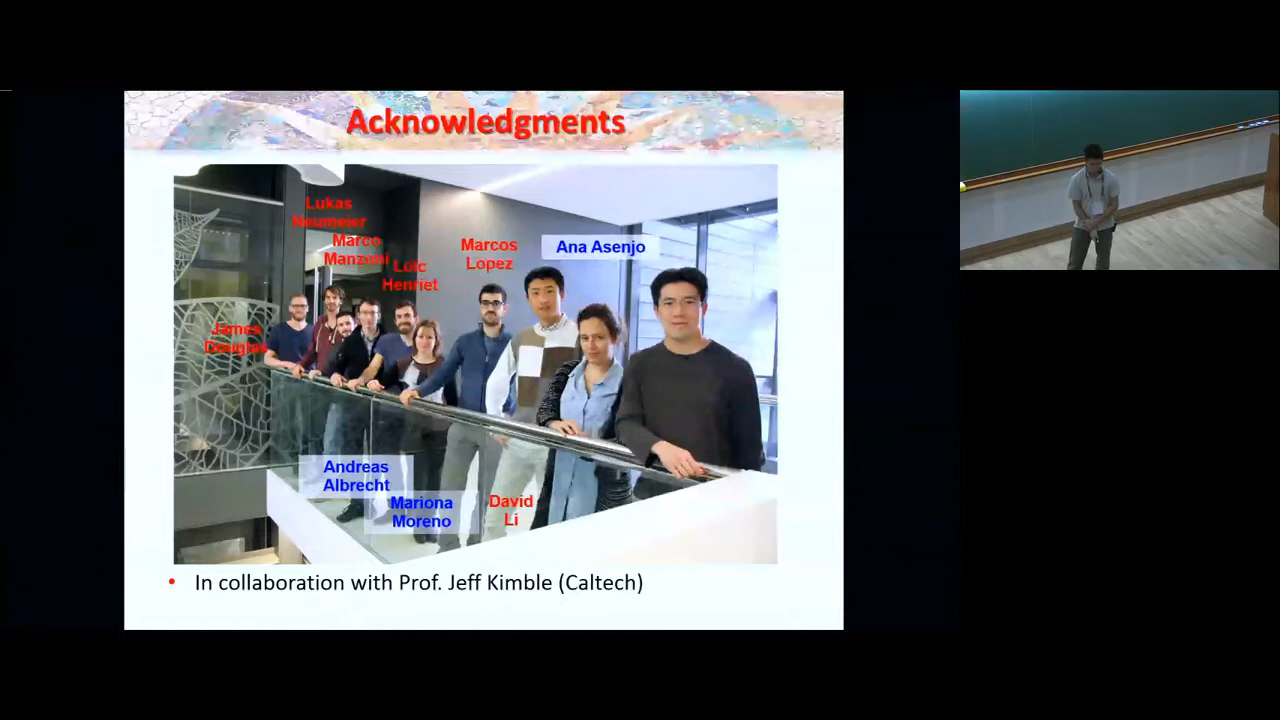 Acknowledgments
Lukas
Neumeier
Marco
Manzoni
Loic
Henriet
Marcos
Lopez
Ana Asenjo
James
Douglas
Andreas
Albrecht
Mariona
Moreno
David
Li
• In collaboration with Prof. Jeff Kimble (Caltech)